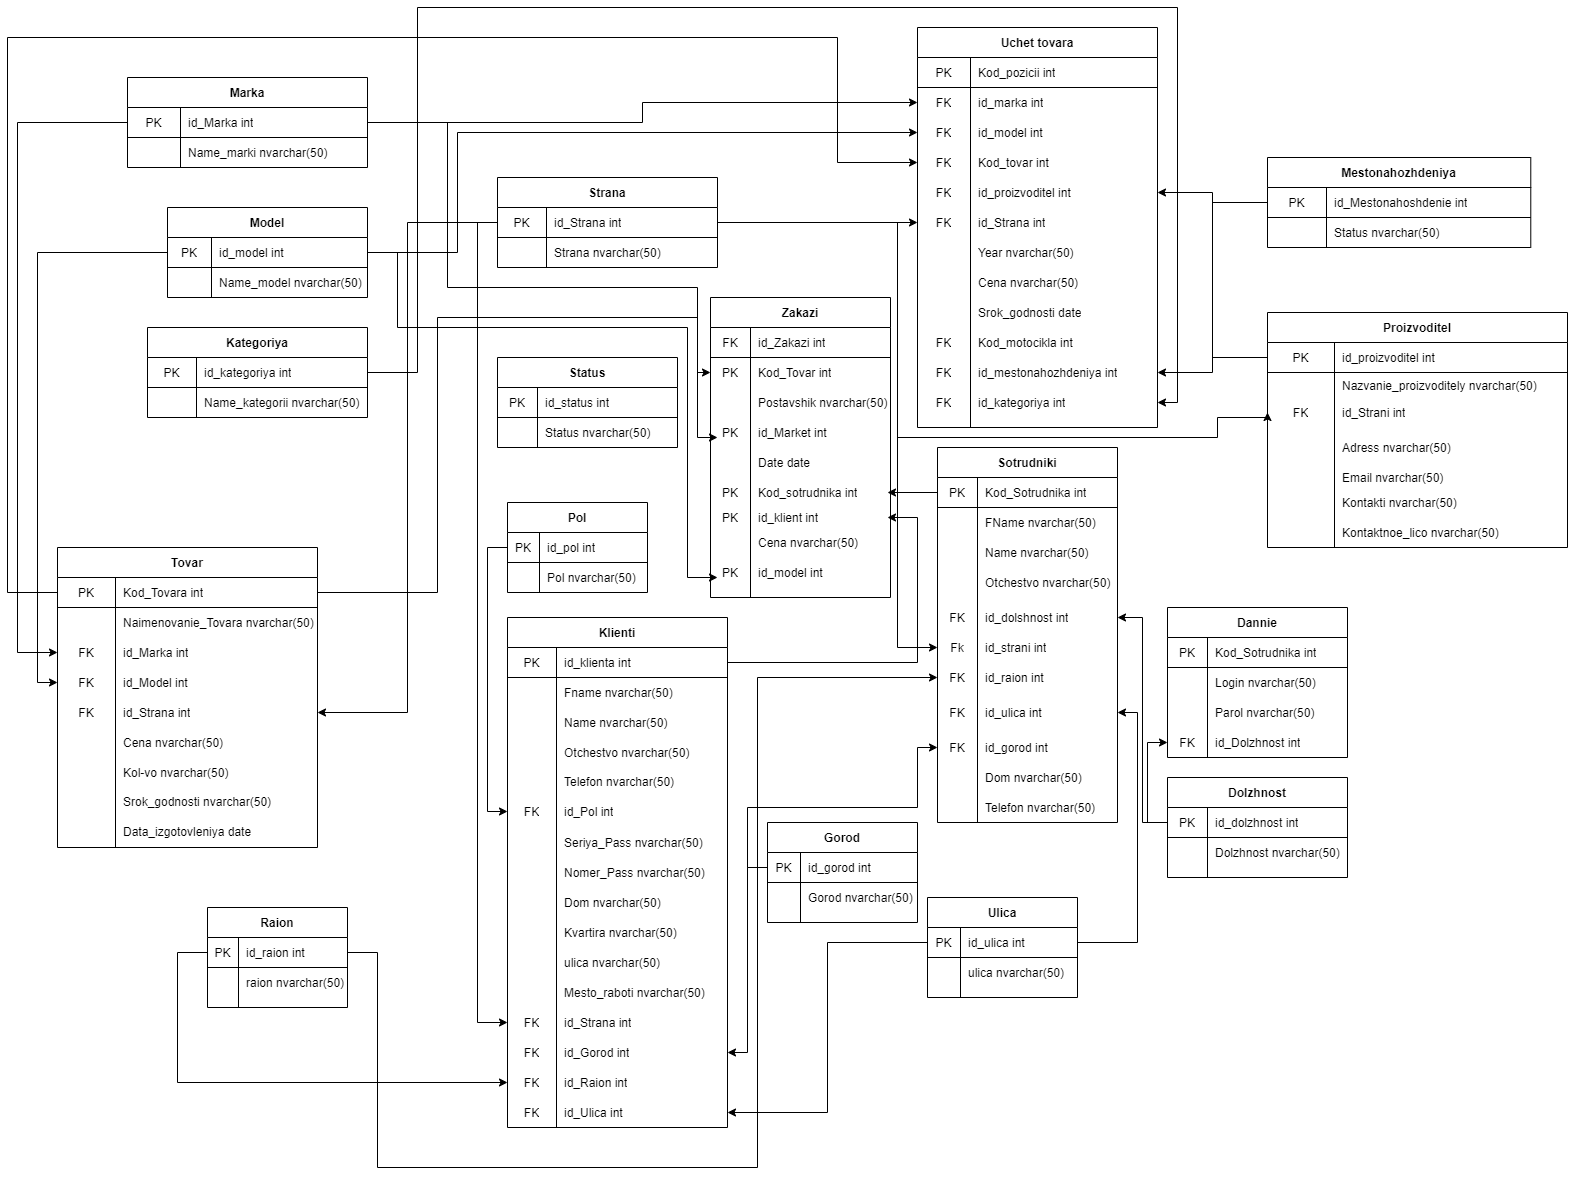 Uchet tovara
PK Kod_pozicii int
FK id_marka int
FK id_model int
FK Kod_tovar int
FK id_proizvoditel int
FK id_Strana int
Year nvarchar(50)
Cena nvarchar(50)
Srok_godnosti date
FK Kod_motocikla int
FK id_mestonahozhdeniya int
FK id_kategoriya int
Marka
PK id_Marka int
Name_marki nvarchar(50)
Mestonahozhdeniya
PK id_Mestonahoshdenie int
Status nvarchar(50)
Strana
PK id_Strana int
Strana nvarchar(50)
Model
PK id_model int
Name_model nvarchar(50)
Zakazi
FK id_Zakazi int
PK Kod_Tovar int
Postavshik nvarchar(50)
PK id_Market int
Date date
PK Kod_sotrudnika int
PK id_klient int
Cena nvarchar(50)
PK id_model int
Proizvoditel
PK id_proizvoditel int
Nazvanie_proizvoditely nvarchar(50)
FK id_Strani int
Adress nvarchar(50)
Email nvarchar(50)
Kontakti nvarchar(50)
Kontaktnoe_lico nvarchar(50)
Kategoriya
PK id_kategoriya int
Name_kategorii nvarchar(50)
Status
PK id_status int
Status nvarchar(50)
Sotrudniki
PK Kod_Sotrudnika int
FName nvarchar(50)
Name nvarchar(50)
Otchestvo nvarchar(50)
FK id_dolshnost int
Fk id_strani int
FK id_raion int
FK id_ulica int
FK id_gorod int
Dom nvarchar(50)
Telefon nvarchar(50)
Pol
PK id_pol int
Pol nvarchar(50)
Tovar
PK Kod_Tovara int
Naimenovanie_Tovara nvarchar(50)
FK id_Marka int
FK id_Model int
FK id_Strana int
Cena nvarchar(50)
Kol-vo nvarchar(50)
Srok_godnosti nvarchar(50)
Data_izgotovleniya date
Klienti
PK id_klienta int
Fname nvarchar(50)
Name nvarchar(50)
Otchestvo nvarchar(50)
Telefon nvarchar(50)
FK id_Pol int
Seriya_Pass nvarchar(50)
Nomer_Pass nvarchar(50)
Dom nvarchar(50)
Kvartira nvarchar(50)
ulica nvarchar(50)
Mesto_raboti nvarchar(50)
FK id_Strana int
FK id_Gorod int
FK id_Raion int
FK id_Ulica int
Dannie
PK Kod_Sotrudnika int
Login nvarchar(50)
Parol nvarchar(50)
FK id_Dolzhnost int
Dolzhnost
PK id_dolzhnost int
Dolzhnost nvarchar(50)
Gorod
PK id_gorod int
Gorod nvarchar(50)
Ulica
PK id_ulica int
ulica nvarchar(50)
Raion
PK id_raion int
raion nvarchar(50)